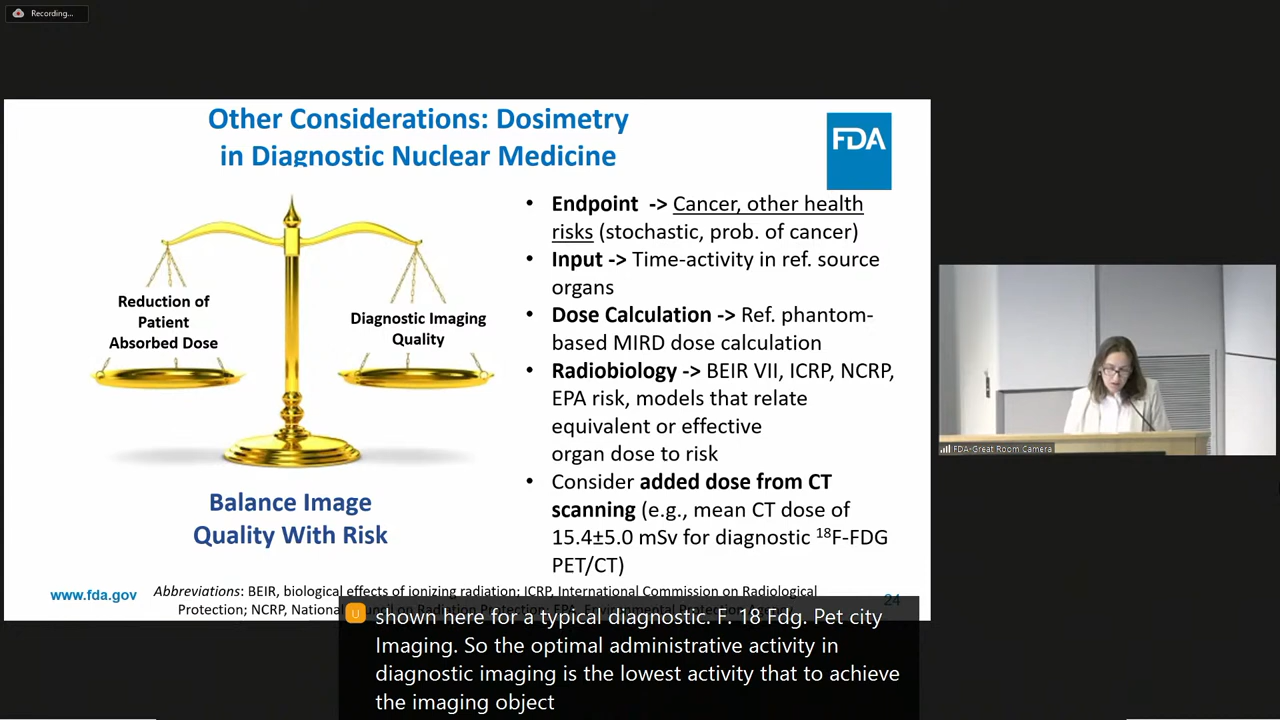 Recording...
Other Considerations: Dosimetry
in Diagnostic Nuclear Medicine
FDA
Reduction of
Patient
Absorbed Dose
Diagnostic Imaging
Quality
Balance Image
Quality With Risk
• Endpoint -> Cancer, other health
risks (stochastic, prob. of cancer)
• Input -> Time-activity in ref. source
organs
• Dose Calculation -> Ref. phantom-
based MIRD dose calculation
• Radiobiology -> BEIR VII, ICRP, NCRP,
EPA risk, models that relate
equivalent or effective
organ dose to risk
• Consider added dose from CT
scanning (e.g., mean CT dose of
15.4±5.0 mSv for diagnostic ¹⁸F-FDG
PET/CT)
www.fda.gov
Abbreviations: BEIR, biological effects of ionizing radiation; ICRP, International Commission on Radiological
Protection; NCRP, National
24
FDA-Great Room Camera
U
shown here for a typical diagnostic. F. 18 Fdg. Pet city
Imaging. So the optimal administrative activity in
diagnostic imaging is the lowest activity that to achieve
the imaging object